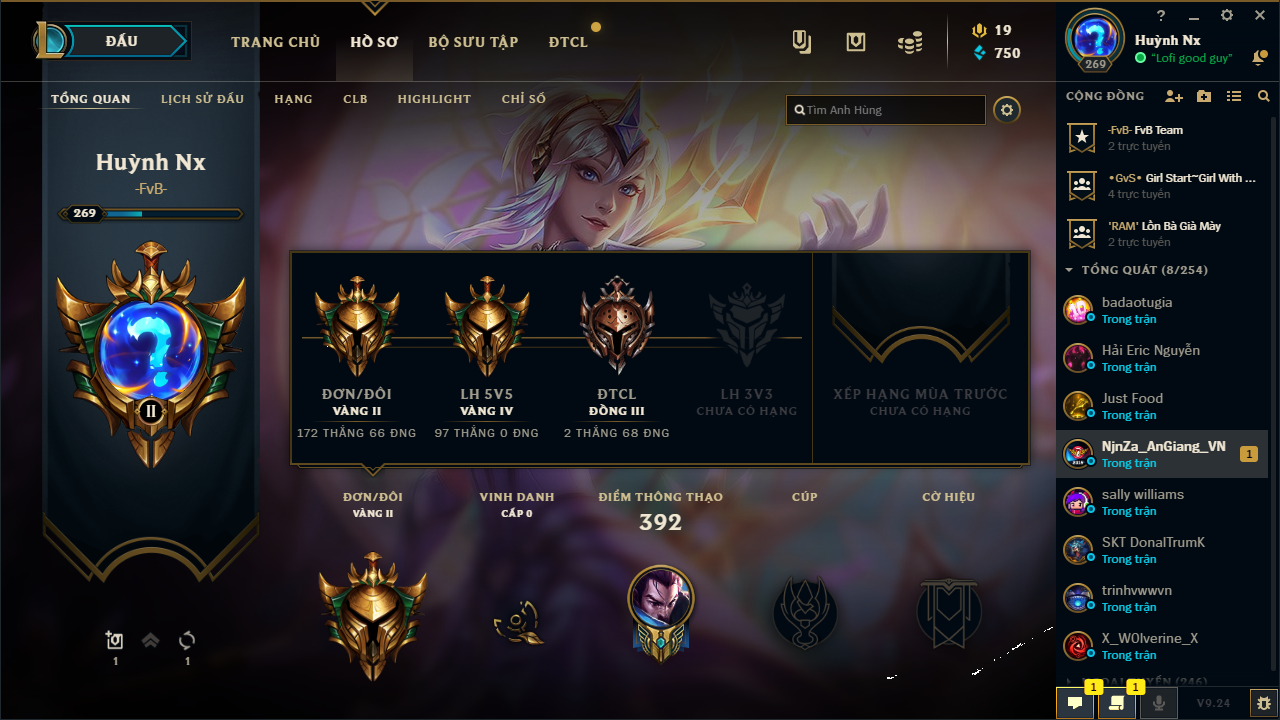 ĐẤU
TRANG CHỦ
HỒ SƠ
BỘ SƯU TẬP
ĐTCL
19
750
?
Huỳnh Nx
"Lofi good guy"
269
TỔNG QUAN
LỊCH SỬ ĐẤU
HẠNG
CLB
HIGHLIGHT
CHỈ SỐ
Tìm Anh Hùng
CỘNG ĐỒNG
Huỳnh Nx
-FvB-
269
II
1
1
ĐƠN/ĐÔI
VÀNG II
172 THẮNG 66 ĐNG
LH 5V5
VÀNG IV
97 THẮNG 0 ĐNG
ĐTCL
ĐỒNG III
2 THẮNG 68 ĐNG
LH 3V3
CHƯA CÓ HẠNG
XẾP HẠNG MÙA TRƯỚC
CHƯA CÓ HẠNG
ĐƠN/ĐÔI
VÀNG II
VINH DANH
CẤP 0
ĐIỂM THÔNG THẠO
392
CÚP
CỜ HIỆU
-FvB- FvB Team
2 trực tuyến
•GvS• Girl Start~Girl With ...
4 trực tuyến
'RAM' Lồn Bà Già Mày
2 trực tuyến
TỔNG QUÁT (8/254)
badaotugia
Trong trận
Hải Eric Nguyễn
Trong trận
Just Food
Trong trận
NjnZa_AnGiang_VN
Trong trận
1
sally williams
Trong trận
SKT DonalTrumK
Trong trận
trinhvwwvn
Trong trận
X_W0lverine_X
Trong trận
(246)
1
1
V9.24